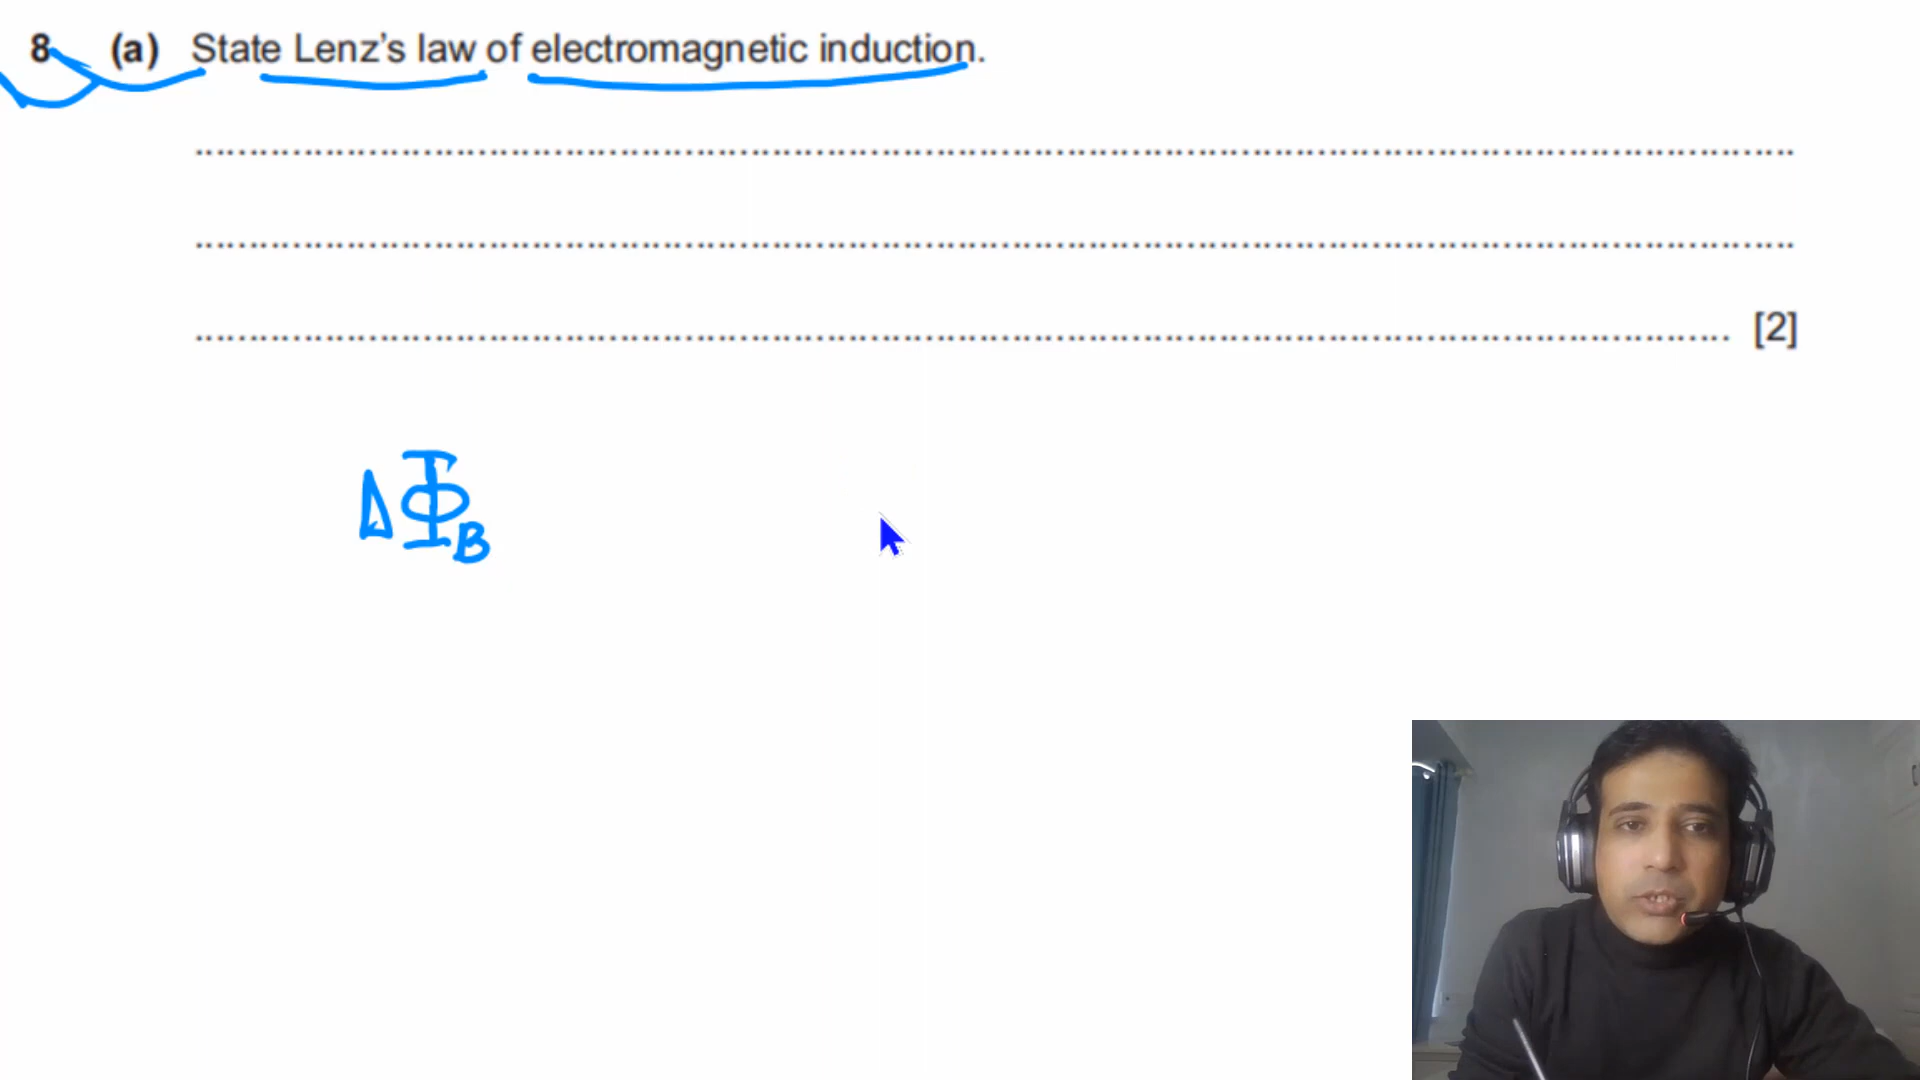 8 (a) State Lenz's law of electromagnetic induction.
................................................................................
................................................................................
................................................................................ [2]
ΔΦB